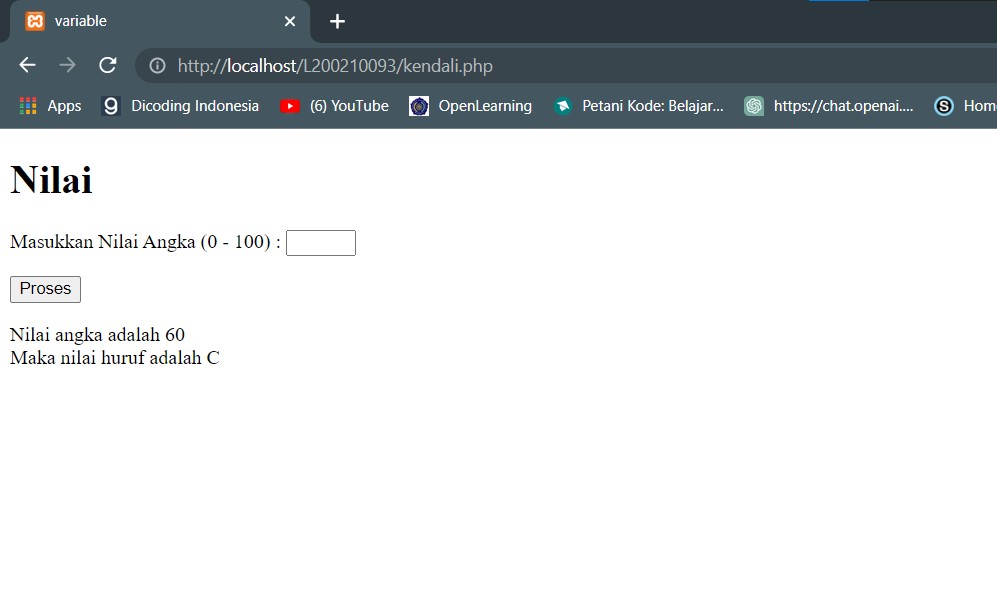 variable
http://localhost/L200210093/kendali.php
Apps Dicoding Indonesia (6) YouTube OpenLearning Petani Kode: Belajar... https://chat.openai.... Hom
Nilai
Masukkan Nilai Angka (0 - 100) :
Proses
Nilai angka adalah 60
Maka nilai huruf adalah C